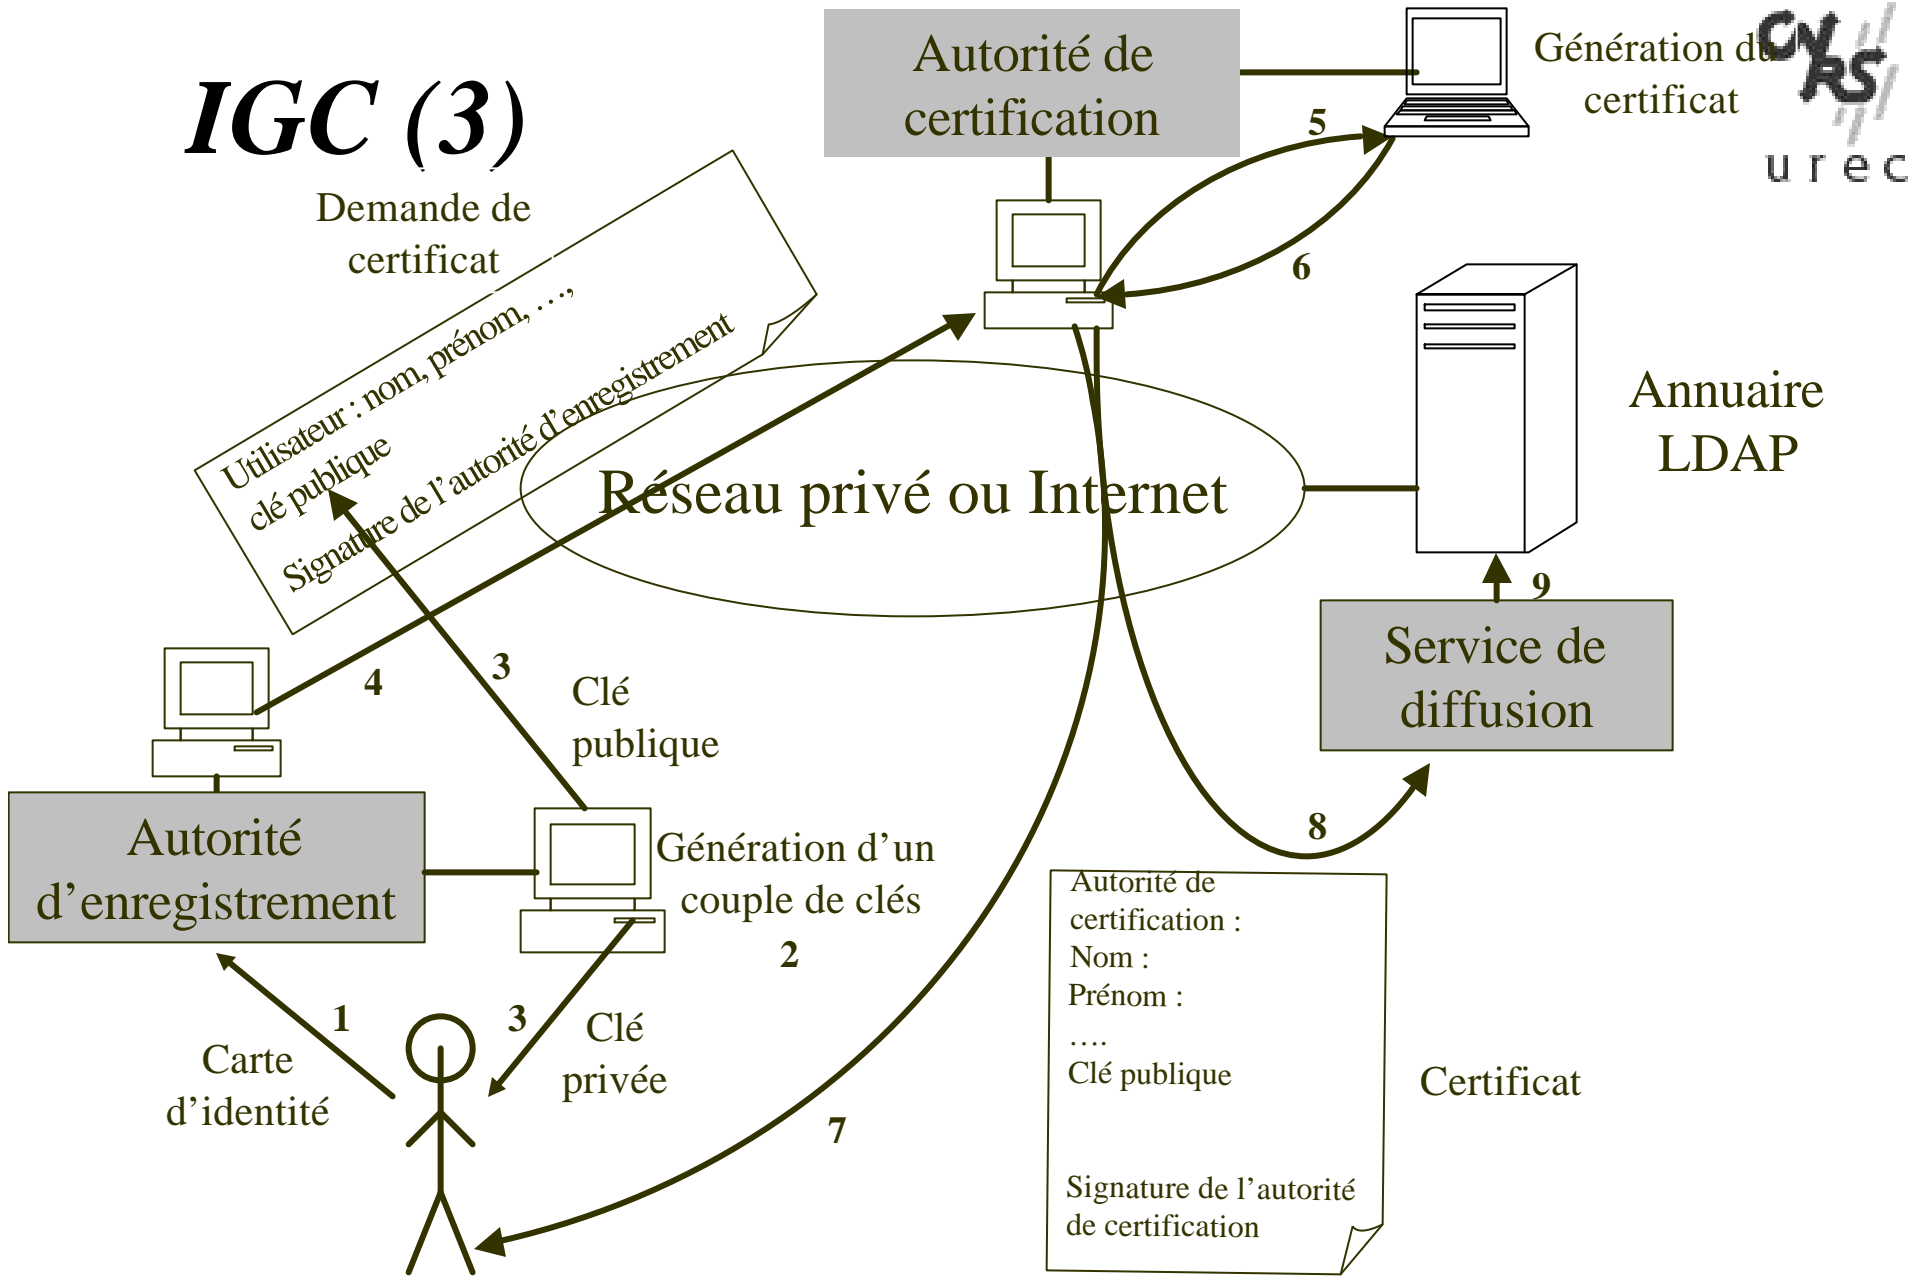 IGC (3)
Autorité de
certification
Génération du
certificat
CNRS
urec
Demande de
certificat
5
6
Utilisateur : nom, prénom, …,
clé publique
Signature de l’autorité d’enregistrement
Réseau privé ou Internet
Annuaire
LDAP
9
Service de
diffusion
4
3
Clé
publique
Autorité
d’enregistrement
Génération d’un
couple de clés
2
8
1
3
Carte
d’identité
Clé
privée
7
Autorité de
certification :
Nom :
Prénom :
….
Clé publique
Signature de l’autorité
de certification
Certificat